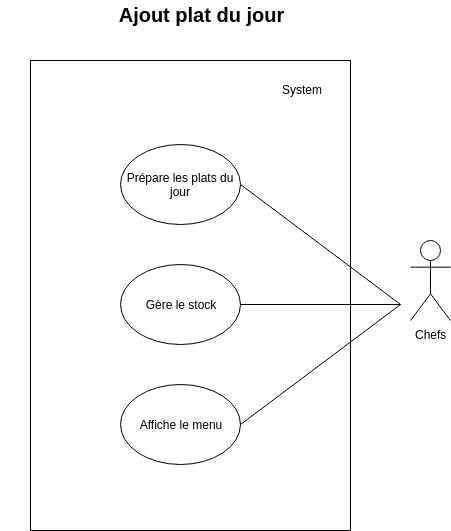 Ajout plat du jour
System
Prépare les plats du
jour
Gère le stock
Chefs
Affiche le menu